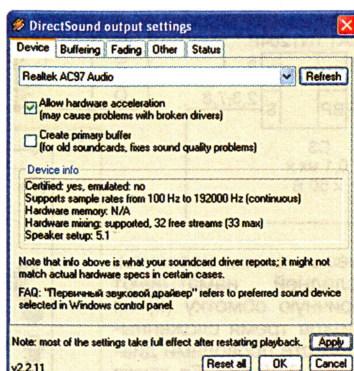 DirectSound output settings
Device Buffering Fading Other Status
Realtek AC97 Audio Refresh
Allow hardware acceleration
(may cause problems with broken drivers)
Create primary buffer
(for old soundcards, fixes sound quality problems)
Device info
Certified: yes, emulated: no
Supports sample rates from 100 Hz to 192000 Hz (continuous)
Hardware memory: N/A
Hardware mixing: supported, 32 free streams (33 max)
Speaker setup: 5.1
Note that info above is what your soundcard driver reports; it might not
match actual hardware specs in certain cases.
FAQ: "Первичный звуковой драйвер" refers to preferred sound device
selected in Windows control panel.
Note: most of the settings take full effect after restarting playback. Apply
v2.2.11 Reset all OK Cancel